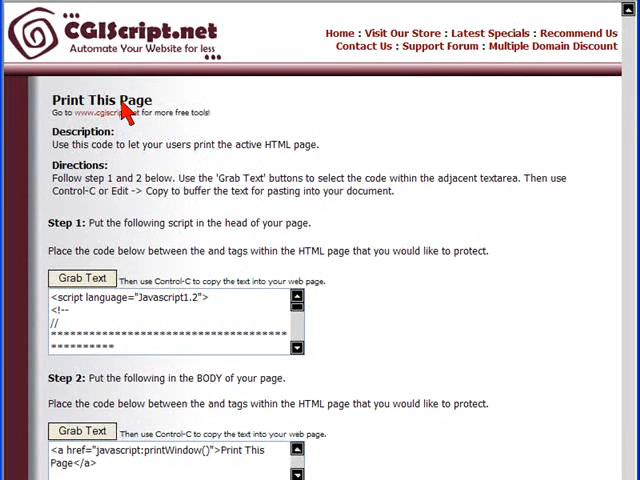 CGIScript.net
Automate Your Website for less
Home : Visit Our Store : Latest Specials : Recommend Us
Contact Us : Support Forum : Multiple Domain Discount
Print This Page
Go to www.cgiscript.net for more free tools!
Description:
Use this code to let your users print the active HTML page.
Directions:
Follow step 1 and 2 below. Use the 'Grab Text' buttons to select the code within the adjacent textarea. Then use
Control-C or Edit -> Copy to buffer the text for pasting into your document.
Step 1: Put the following script in the head of your page.
Place the code below between the and tags within the HTML page that you would like to protect.
Grab Text Then use Control-C to copy the text into your web page.
<script language="Javascript1.2">
<!--
//
*************************************
**********
Step 2: Put the following in the BODY of your page.
Place the code below between the and tags within the HTML page that you would like to protect.
Grab Text Then use Control-C to copy the text into your web page.
<a href="javascript:printWindow()">Print This
Page</a>